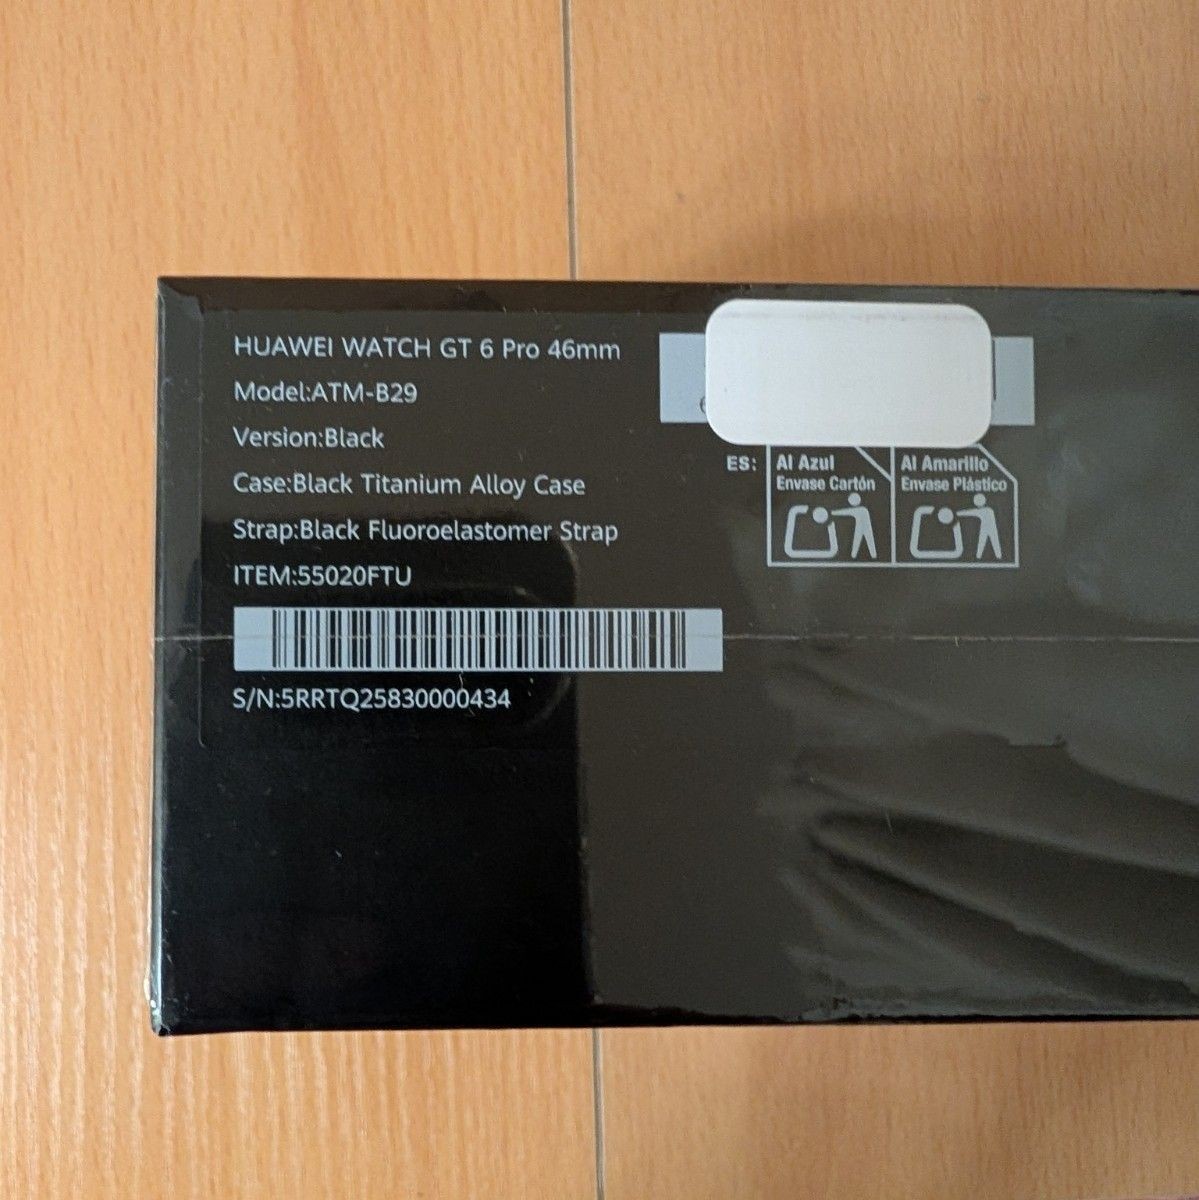 HUAWEI WATCH GT 6 Pro 46mm
Model:ATM-B29
Version:Black
Case:Black Titanium Alloy Case
Strap:Black Fluoroelastomer Strap
ITEM:55020FTU
S/N:5RRTQ25830000434
ES:
Al Azul
Envase Cartón
Al Amarillo
Envase Plástico